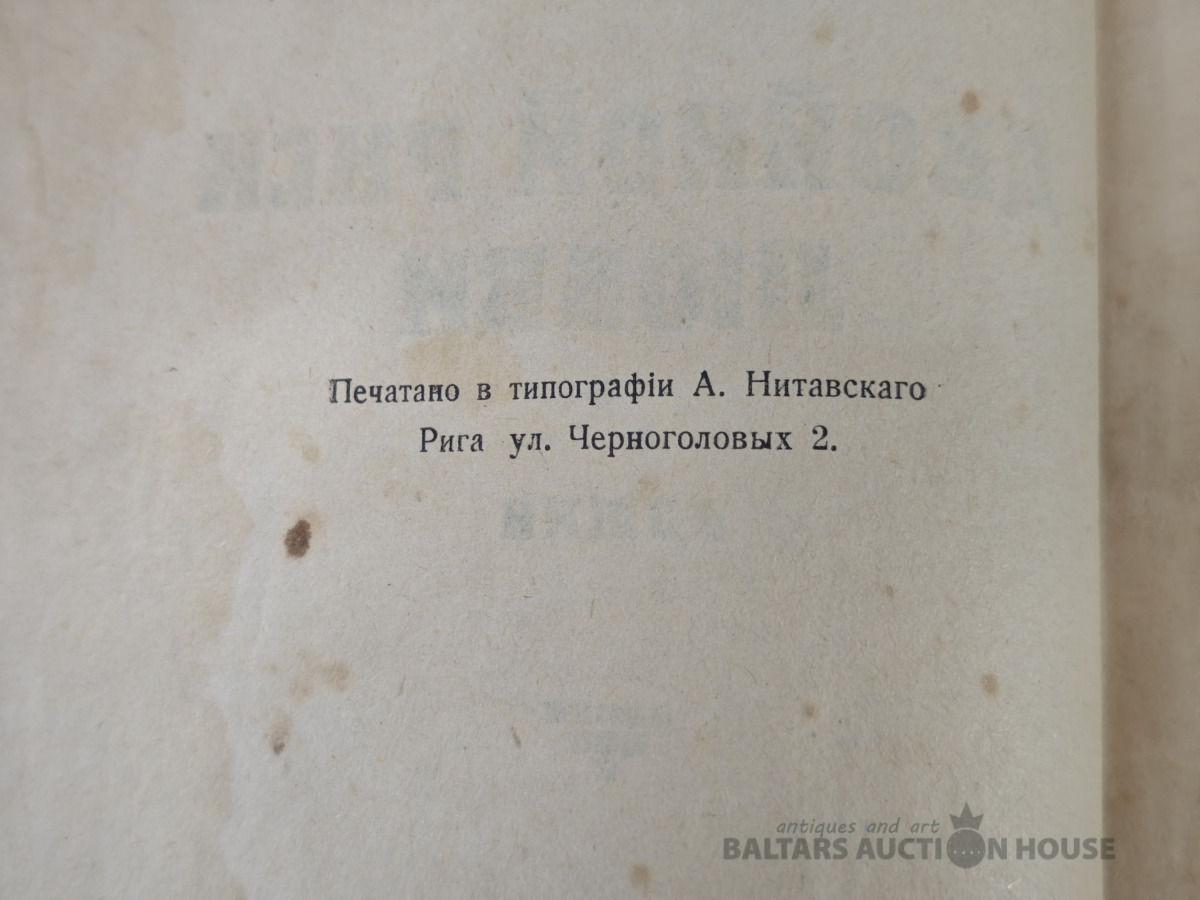 Печатано в типографіи А. Нитавскаго
Рига ул. Черноголовых 2.
antiques and art
BALTARS AUCTION HOUSE